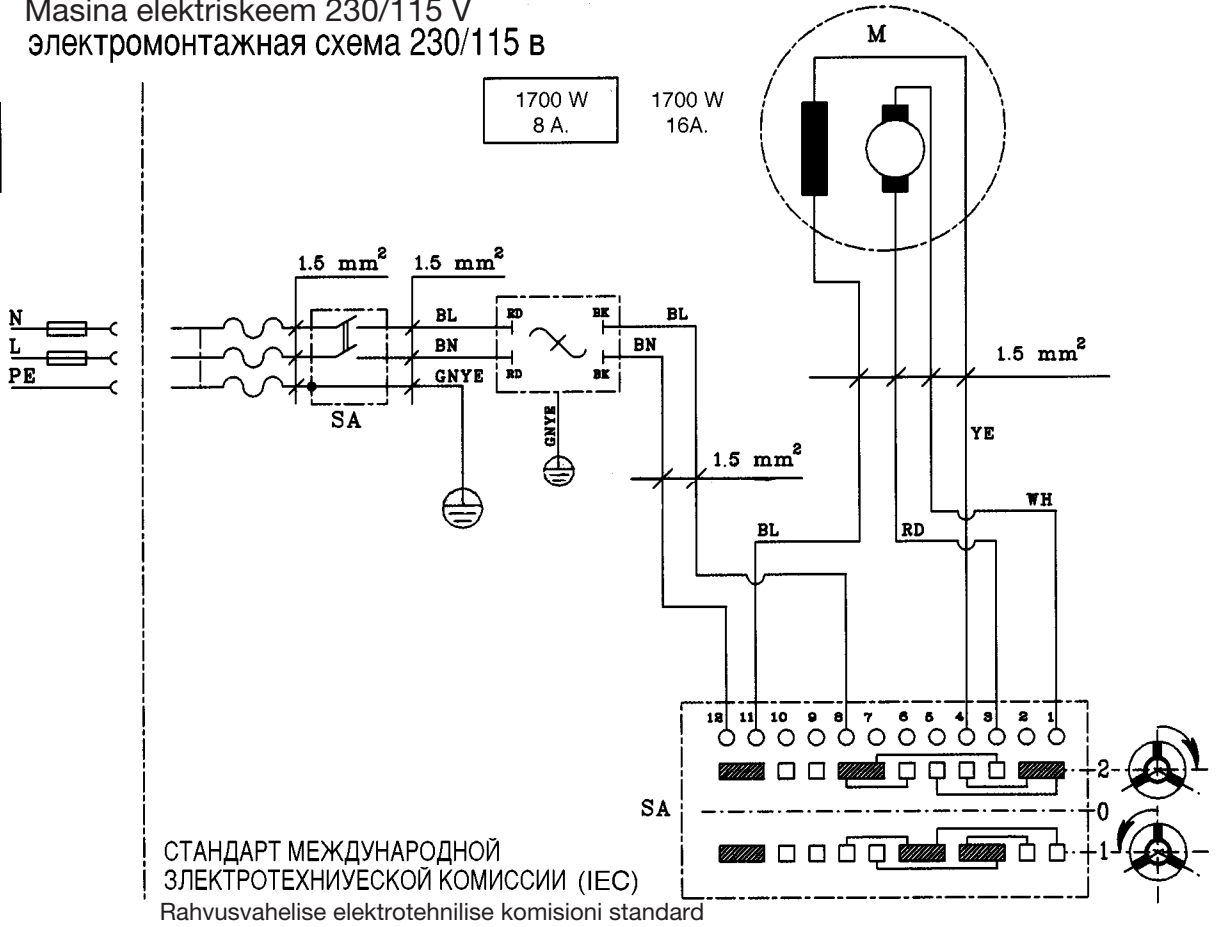 Masina elektriskeem 230/115 V
электромонтажная схема 230/115 в
1700 W
8 A.
1700 W
16A.
M
1.5 mm²
1.5 mm²
N
L
PE
BL
BN
GNYE
RD
RD
BK
BK
BL
BN
SA
GNYE
1.5 mm²
1.5 mm²
YE
WH
BL
RD
12 11 10 9 8 7 6 5 4 3 2 1
2
SA
0
1
СТАНДАРТ МЕЖДУНАРОДНОЙ
ЗЛЕКТРОТЕХНИУЕСКОЙ КОМИССИИ (IEC)
Rahvusvahelise elektrotehnilise komisioni standard